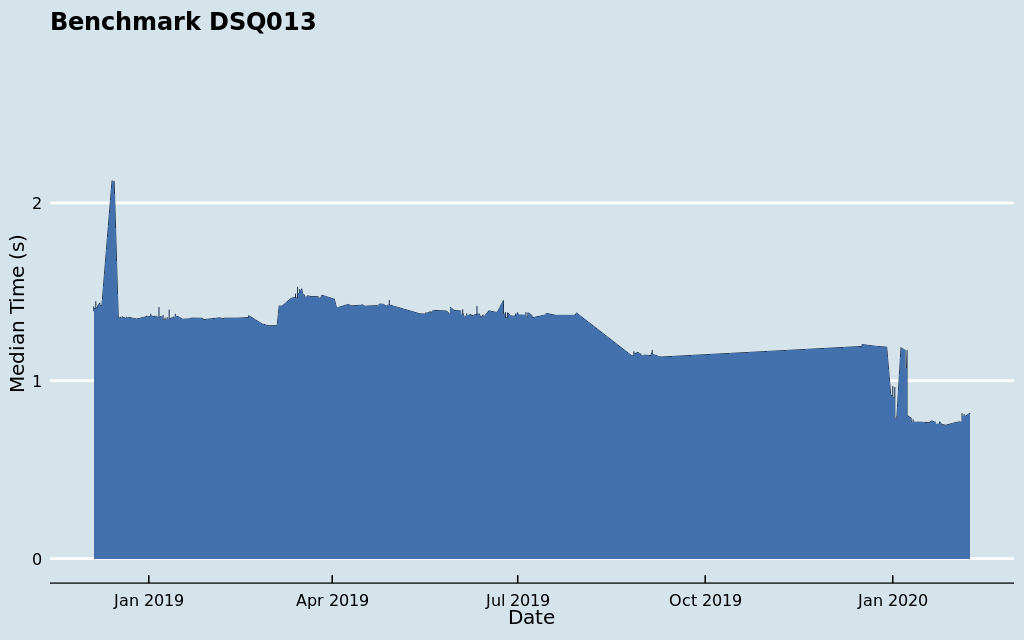 Benchmark DSQ013
Median Time (s)
2
1
0
Jan 2019
Apr 2019
Jul 2019
Oct 2019
Jan 2020
Date